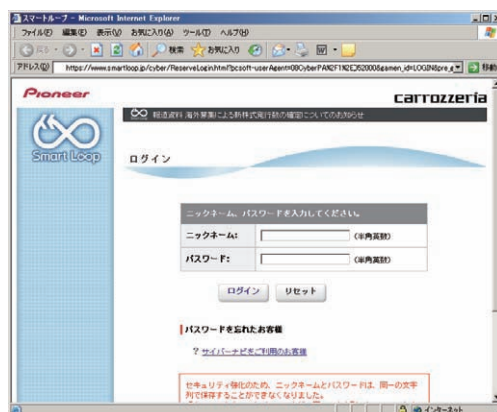 スマートループ - Microsoft Internet Explorer
ファイル(F) 編集(E) 表示(V) お気に入り(A) ツール(T) ヘルプ(H)
戻る 検索 お気に入り
アドレス(D) 移動
Pioneer
carrozzeria
Smart Loop
ログイン
ニックネーム、パスワードを入力してください。
ニックネーム: (半角英数)
パスワード: (半角英数)
ログイン リセット
パスワードを忘れたお客様
? サイバーナビをご利用のお客様
セキュリティ強化のため、ニックネームとパスワードは、同一の文字
列で保存することができなくなりました。
インターネット